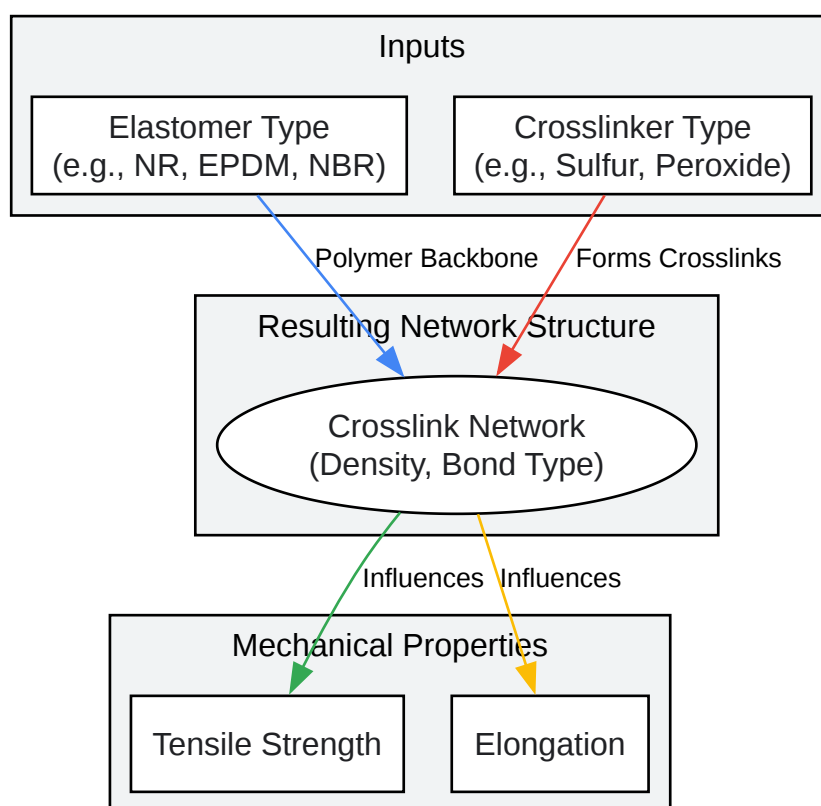 Inputs
Elastomer Type
(e.g., NR, EPDM, NBR)
Crosslinker Type
(e.g., Sulfur, Peroxide)
Polymer Backbone
Forms Crosslinks
Resulting Network Structure
Crosslink Network
(Density, Bond Type)
Influences
Influences
Mechanical Properties
Tensile Strength
Elongation